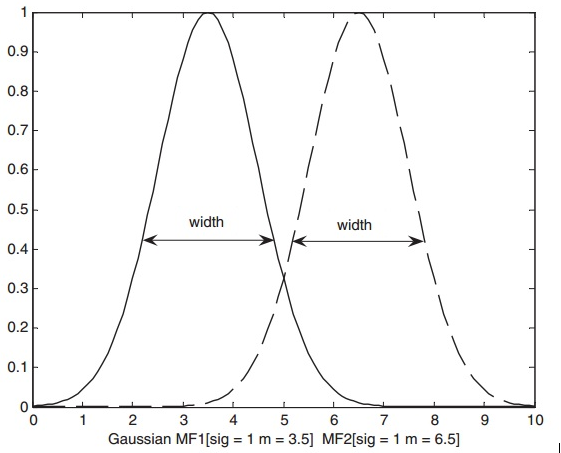 1
0.9
0.8
0.7
0.6
0.5
0.4
0.3
0.2
0.1
0
width
width
0 1 2 3 4 5 6 7 8 9 10
Gaussian MF1[sig = 1 m = 3.5] MF2[sig = 1 m = 6.5]